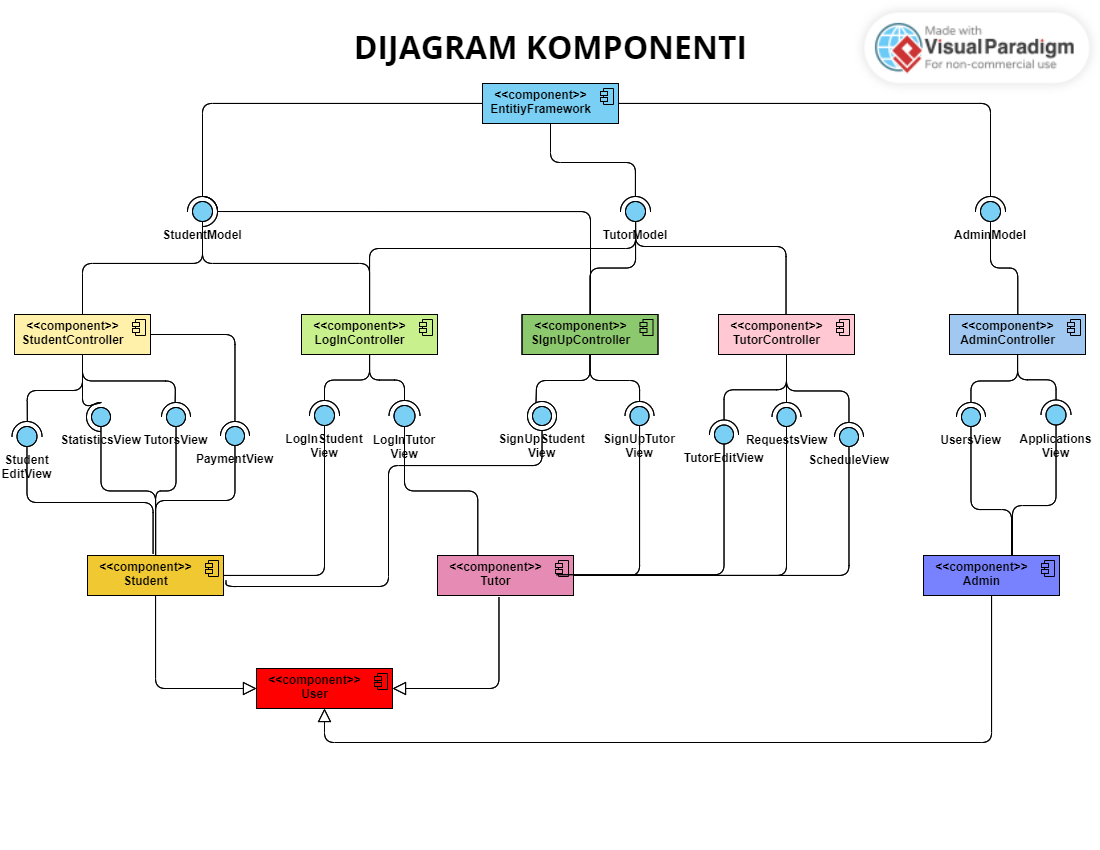 DIJAGRAM KOMPONENTI
Made with
Visual Paradigm
For non-commercial use
<<component>>
EntitiyFramework
StudentModel
TutorModel
AdminModel
<<component>>
StudentController
<<component>>
LogInController
<<component>>
SIgnUpController
<<component>>
TutorController
<<component>>
AdminController
Student
EditView
StatisticsView
TutorsView
PaymentView
LogInStudent
View
LogInTutor
View
SignUpStudent
View
SignUpTutor
View
TutorEditView
RequestsView
ScheduleView
UsersView
Applications
View
<<component>>
Student
<<component>>
Tutor
<<component>>
Admin
<<component>>
User